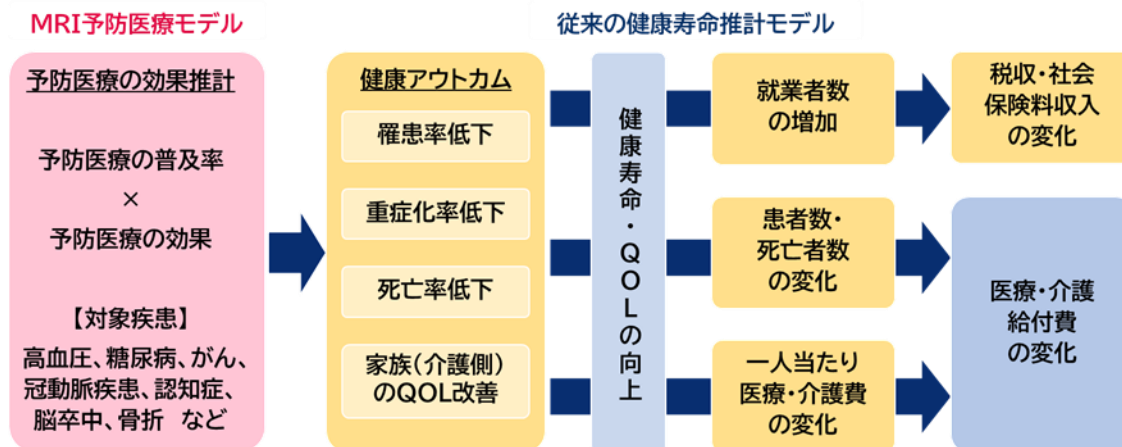 MRI予防医療モデル
従来の健康寿命推計モデル
予防医療の効果推計
予防医療の普及率
×
予防医療の効果
【対象疾患】
高血圧、糖尿病、がん、
冠動脈疾患、認知症、
脳卒中、骨折 など
健康アウトカム
罹患率低下
重症化率低下
死亡率低下
家族(介護側)
のQOL改善
健康寿命・QOLの向上
就業者数
の増加
患者数・
死亡者数
の変化
一人当たり
医療・介護費
の変化
税収・社会
保険料収入
の変化
医療・介護
給付費
の変化